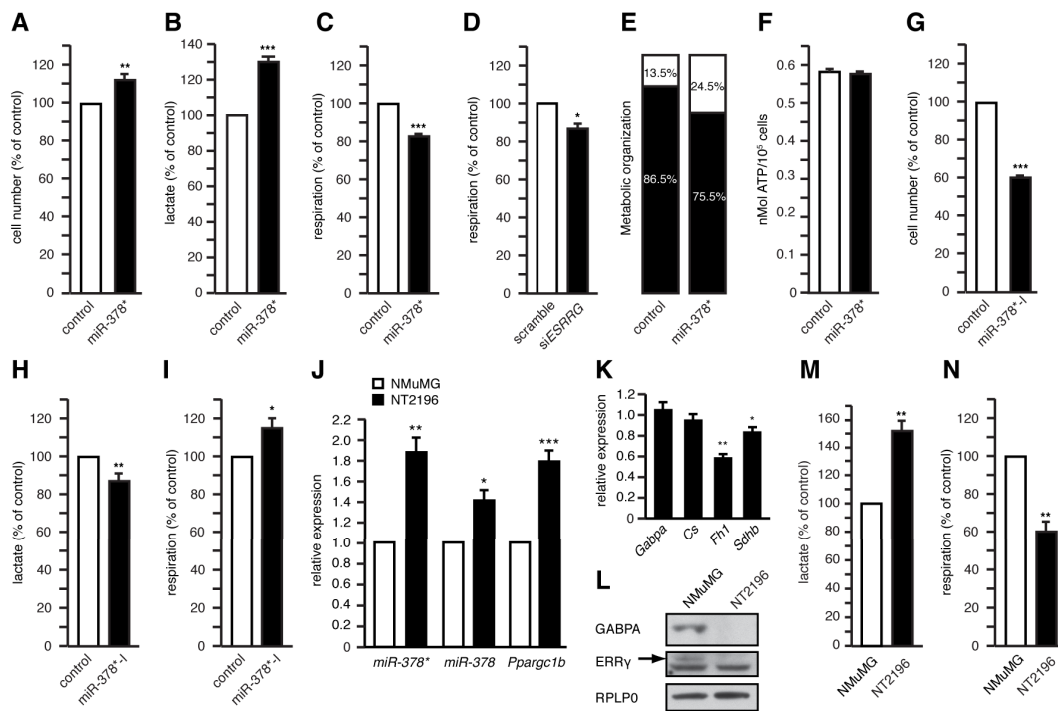 A
cell number (% of control)
120
100
80
60
40
20
0
**
control
miR-378*
B
lactate (% of control)
140
120
100
80
60
40
20
0
***
control
miR-378*
C
respiration (% of control)
120
100
80
60
40
20
0
***
control
miR-378*
D
respiration (% of control)
120
100
80
60
40
20
0
*
scramble
siESRRG
E
Metabolic organization
13.5%
86.5%
24.5%
75.5%
control
miR-378*
F
nMol ATP/10⁵ cells
0.6
0.5
0.4
0.3
0.2
0.1
0
control
miR-378*
G
cell number (% of control)
120
100
80
60
40
20
0
***
control
miR-378*-I
H
lactate (% of control)
120
100
80
60
40
20
0
**
control
miR-378*-I
I
respiration (% of control)
120
100
80
60
40
20
0
*
control
miR-378*-I
J
NMuMG
NT2196
relative expression
2.2
2.0
1.8
1.6
1.4
1.2
1.0
0.8
0.6
0.4
0.2
0
**
*
***
miR-378*
miR-378
Ppargc1b
K
relative expression
1.2
1.0
0.8
0.6
0.4
0.2
0
**
*
Gabpa
Cs
Fh1
Sdhb
L
NMuMG
NT2196
GABPA
ERRγ
RPLP0
M
lactate (% of control)
160
140
120
100
80
60
40
20
0
**
NMuMG
NT2196
N
respiration (% of control)
120
100
80
60
40
20
0
**
NMuMG
NT2196